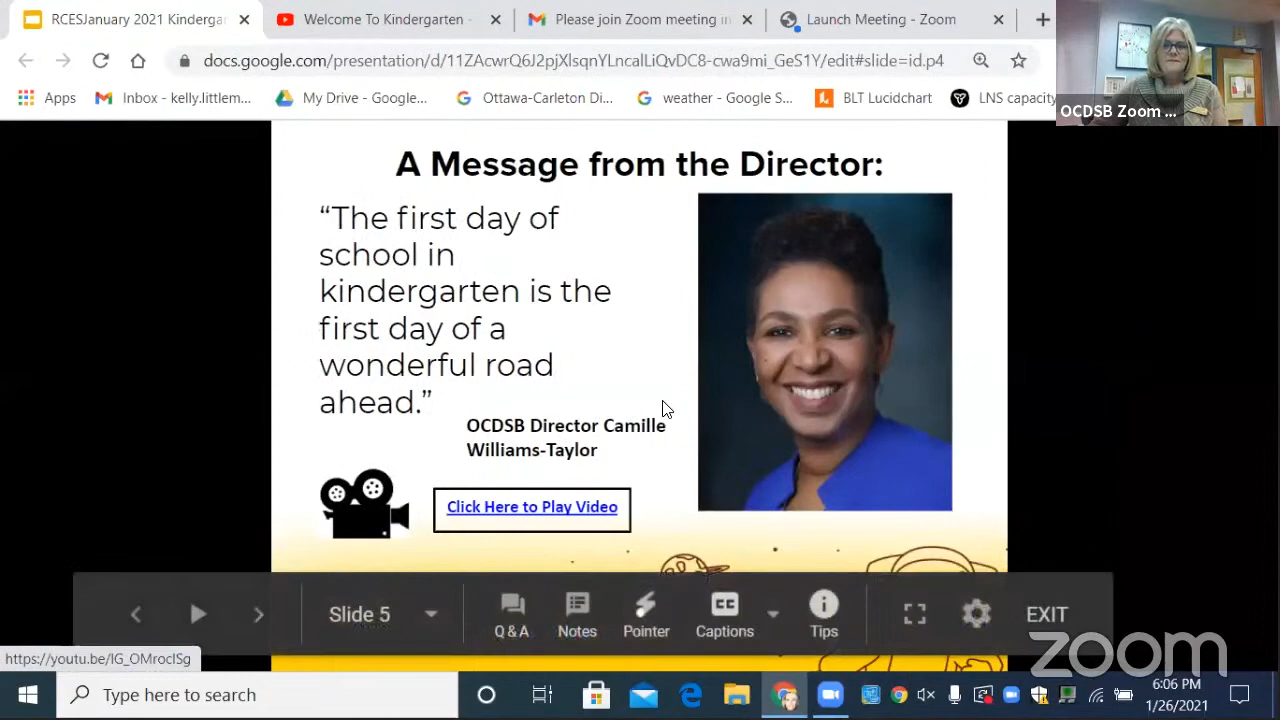 RCESJanuary 2021 Kindergar
Welcome To Kindergarten -
Please join Zoom meeting in
Launch Meeting - Zoom
docs.google.com/presentation/d/11ZAcwrQ6J2pjXlsqnYLncalLiQvDC8-cwa9mi_GeS1Y/edit#slide=id.p4
Apps
Inbox - kelly.littlem...
My Drive - Google...
Ottawa-Carleton Di...
weather - Google S...
BLT Lucidchart
LNS capacity
OCDSB Zoom ...
A Message from the Director:
“The first day of
school in
kindergarten is the
first day of a
wonderful road
ahead.”
OCDSB Director Camille
Williams-Taylor
Click Here to Play Video
Slide 5
Q & A
Notes
Pointer
CC
Captions
Tips
EXIT
zoom
https://youtu.be/IG_OMroclSg
Type here to search
6:06 PM
1/26/2021